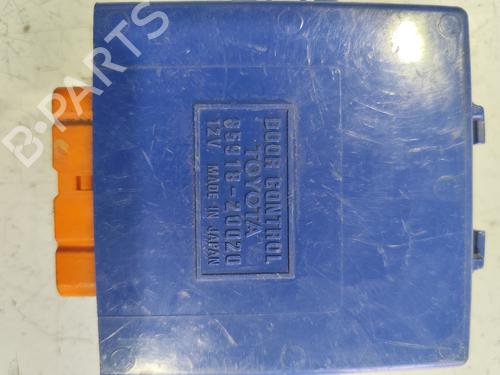 DOOR CONTROL
TOYOTA
85918-20020
12V MADE IN JAPAN
B-PARTS